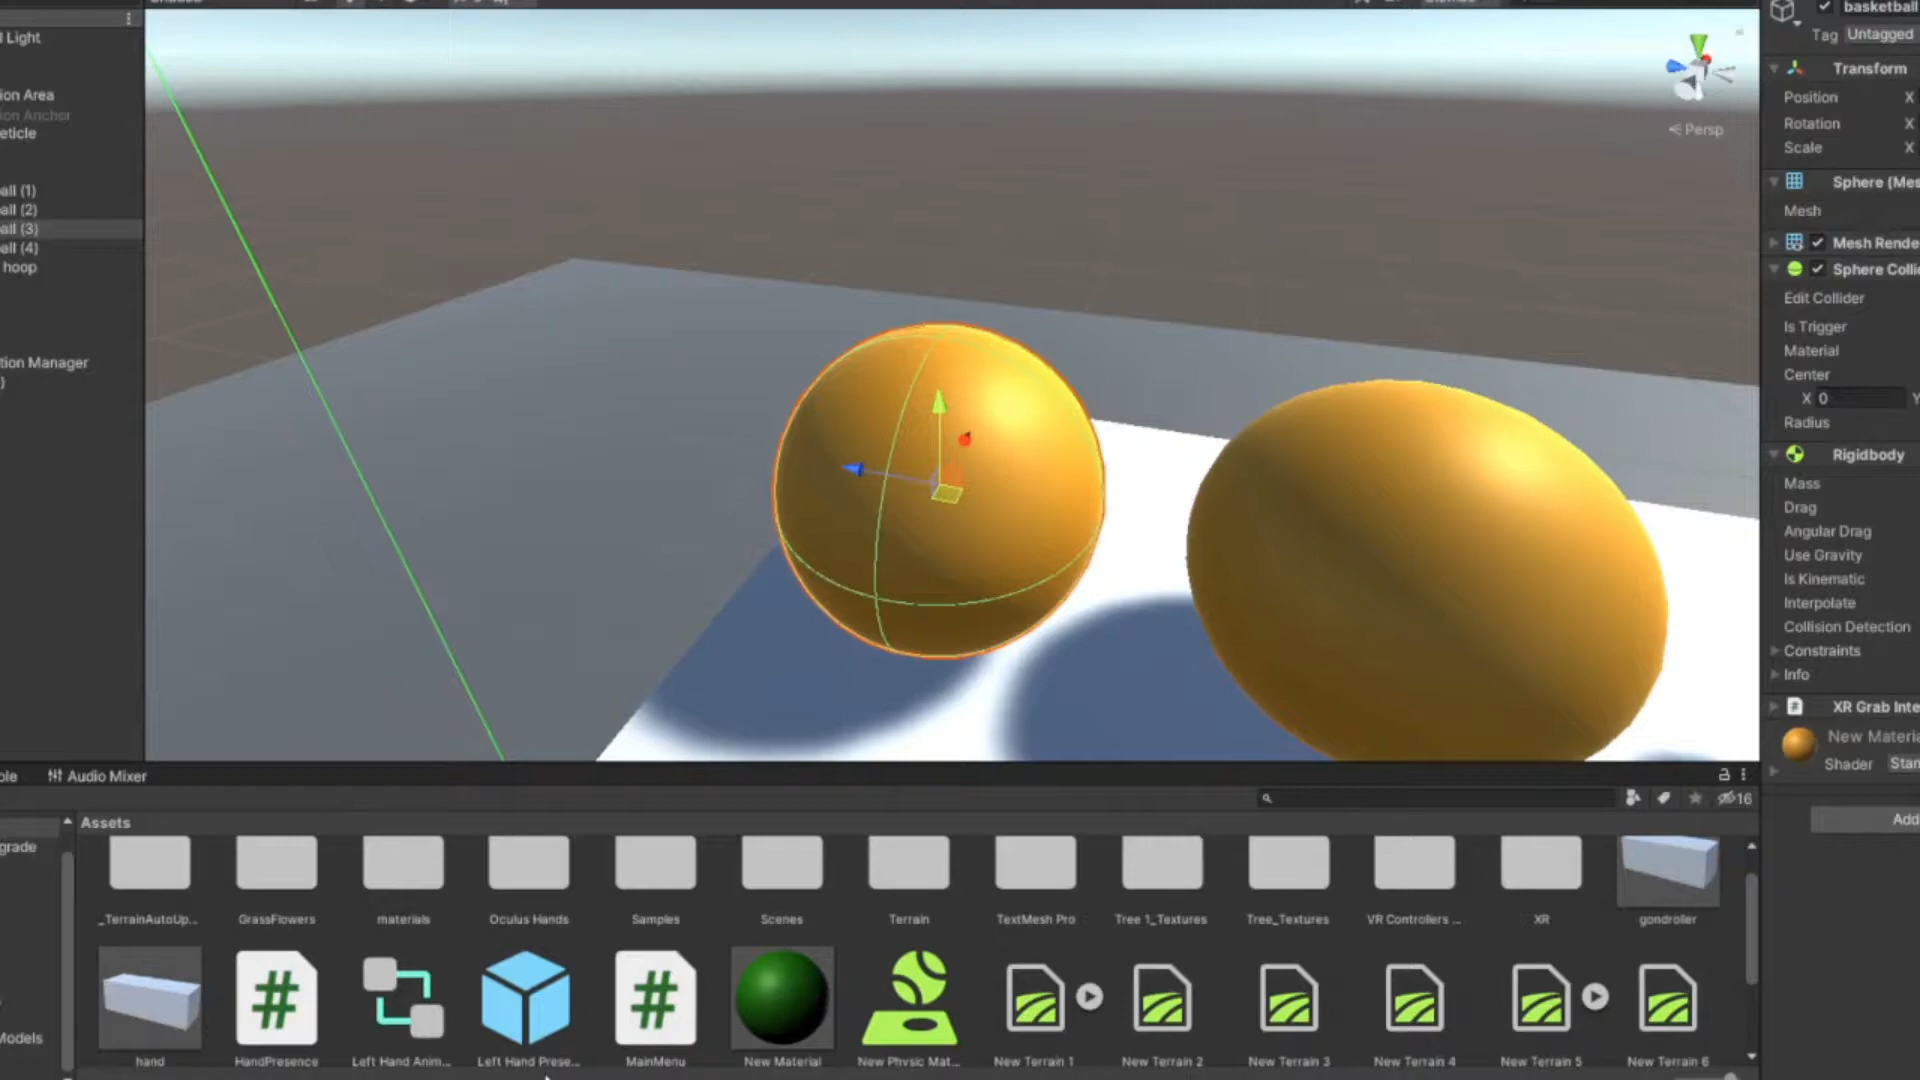 Shaded
basketball
Tag Untagged
l Light
Transform
ion Area
Position X
ion Anchor
Rotation X
eticle
Scale X
Persp
Sphere (Mes
all (1)
Mesh
all (2)
all (3)
Mesh Rende
all (4)
Sphere Colli
hoop
Edit Collider
Is Trigger
Material
tion Manager
Center
)
X 0 Y
Radius
Rigidbody
Mass
Drag
Angular Drag
Use Gravity
Is Kinematic
Interpolate
Collision Detection
Constraints
Info
# XR Grab Inte
New Materia
Shader Stan
ole Audio Mixer
16
Add
Assets
grade
_TerrainAutoUp... GrassFlowers materials Oculus Hands Samples Scenes Terrain TextMesh Pro Tree 1_Textures Tree_Textures VR Controllers ... XR gondroller
# #
Models
hand HandPresence Left Hand Anim... Left Hand Prese... MainMenu New Material New Physic Mat... New Terrain 1 New Terrain 2 New Terrain 3 New Terrain 4 New Terrain 5 New Terrain 6